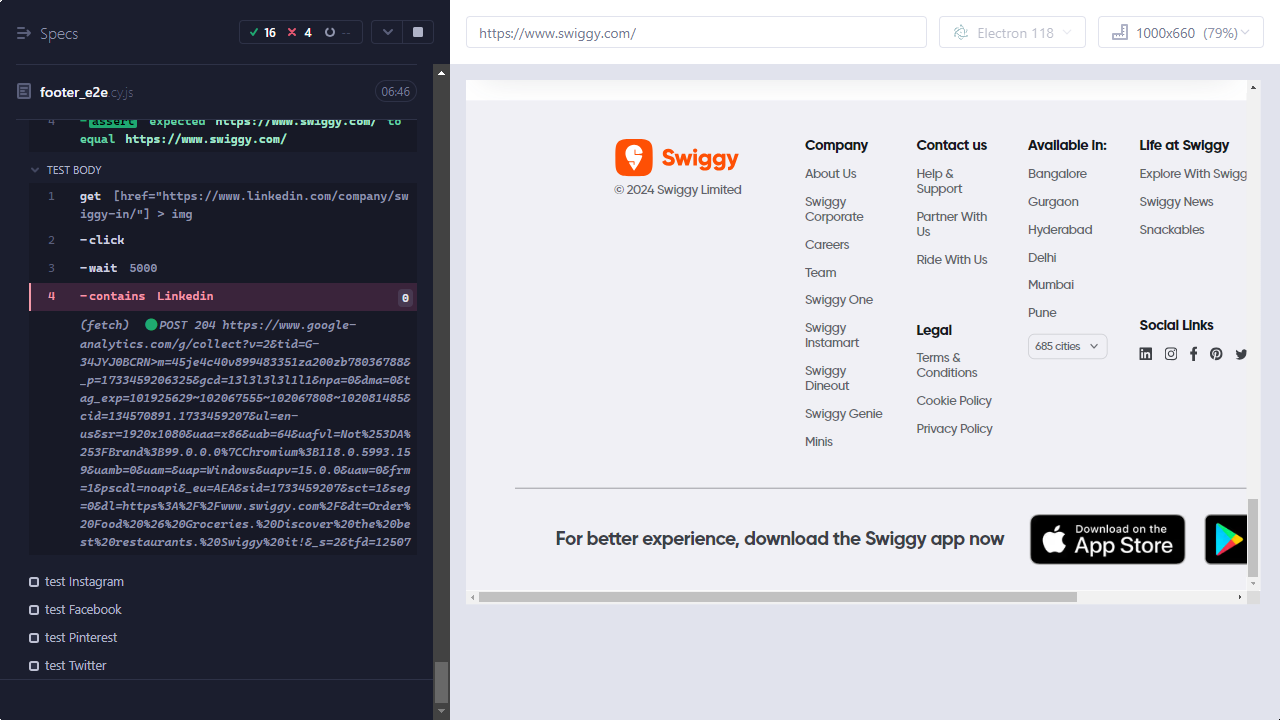 Specs
16
4
--
footer_e2e.cy.js
06:46
4 -assert expected https://www.swiggy.com/ to
equal https://www.swiggy.com/
TEST BODY
1 get [href="https://www.linkedin.com/company/sw
iggy-in/"] > img
2 -click
3 -wait 5000
4 -contains Linkedin
0
(fetch) POST 204 https://www.google-
analytics.com/g/collect?v=2&tid=G-
34JYJ0BCRN>m=45je4c40v899483351za200zb78036788&
_p=1733459206325&gcd=13l3l3l3l1l1&npa=0&dma=0&t
ag_exp=101925629~102067555~102067808~102081485&
cid=134570891.1733459207&ul=en-
us&sr=1920x1080&uaa=x86&uab=64&uafvl=Not%253DA%
253FBrand%3B99.0.0.0%7CChromium%3B118.0.5993.15
9&uamb=0&uam=&uap=Windows&uapv=15.0.0&uaw=0&frm
=1&pscdl=noapi&_eu=AEA&sid=1733459207&sct=1&seg
=0&dl=https%3A%2F%2Fwww.swiggy.com%2F&dt=Order%
20Food%20%26%20Groceries.%20Discover%20the%20be
st%20restaurants.%20Swiggy%20it!&_s=2&tfd=12507
test Instagram
test Facebook
test Pinterest
test Twitter
https://www.swiggy.com/
Electron 118
1000x660 (79%)
Swiggy
© 2024 Swiggy Limited
Company
About Us
Swiggy
Corporate
Careers
Team
Swiggy One
Swiggy
Instamart
Swiggy
Dineout
Swiggy Genie
Minis
Contact us
Help &
Support
Partner With
Us
Ride With Us
Legal
Terms &
Conditions
Cookie Policy
Privacy Policy
Available in:
Bangalore
Gurgaon
Hyderabad
Delhi
Mumbai
Pune
685 cities
Life at Swiggy
Explore With Swigg
Swiggy News
Snackables
Social Links
For better experience, download the Swiggy app now
Download on the
App Store